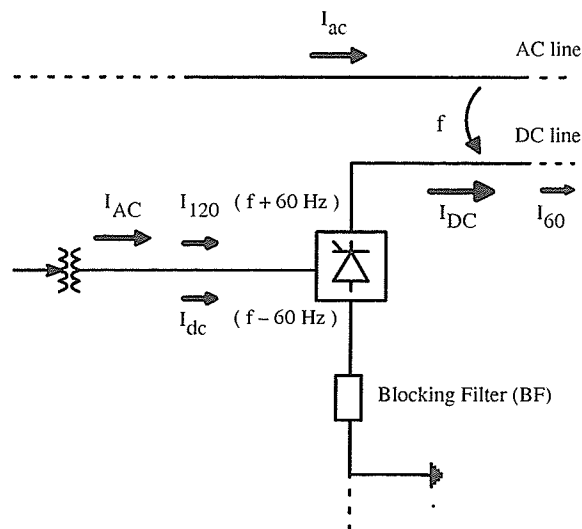 I_ac
AC line
f
DC line
I_AC
I_120 ( f + 60 Hz )
I_DC
I_60
I_dc ( f – 60 Hz )
Blocking Filter (BF)